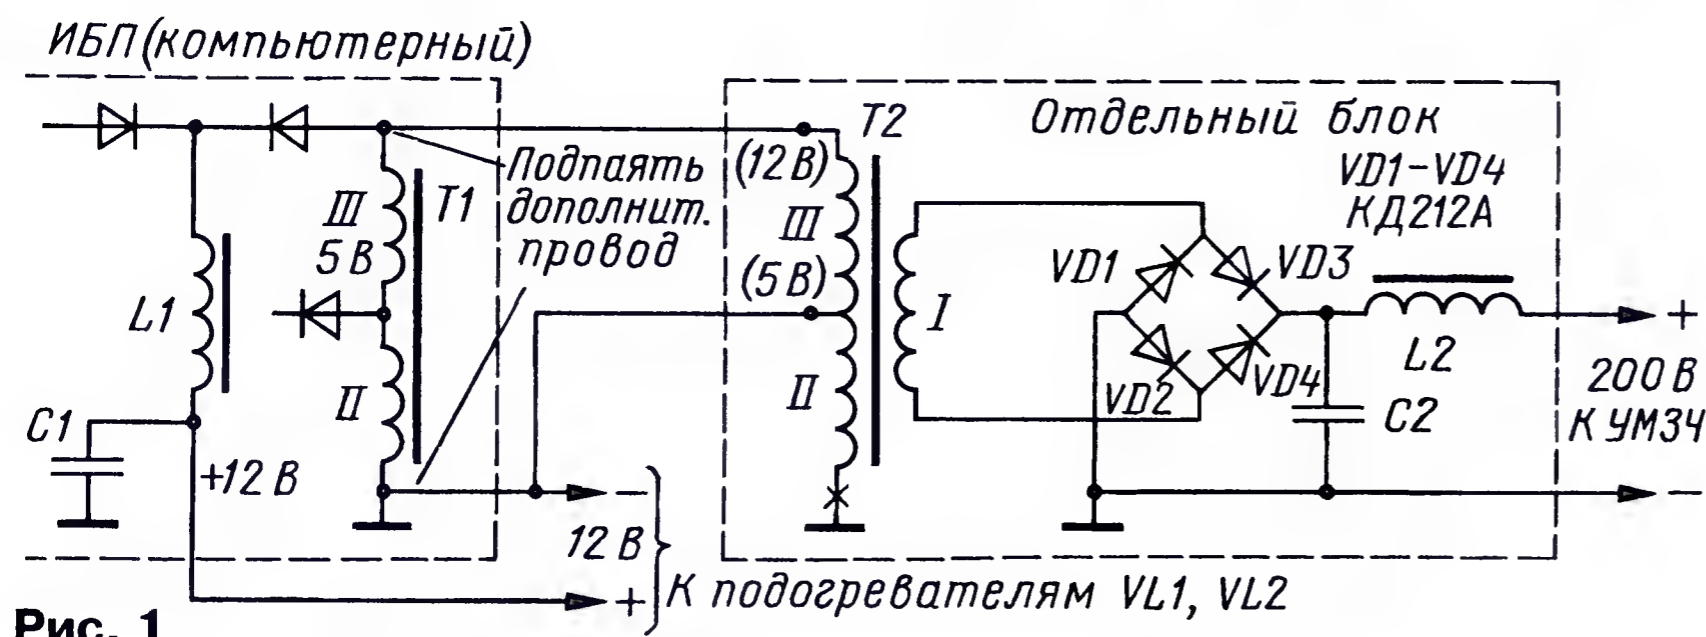 ИБП (компьютерный)
Отдельный блок
VD1-VD4
КД212А
Подпаять
дополнит.
провод
T1
III
5 В
II
L1
C1
+12 В
T2
(12 В)
III
(5 В)
II
I
VD1
VD3
VD2
VD4
L2
C2
+
200 В
К УМЗЧ
−
−
12 В
+
К подогревателям VL1, VL2
Рис. 1